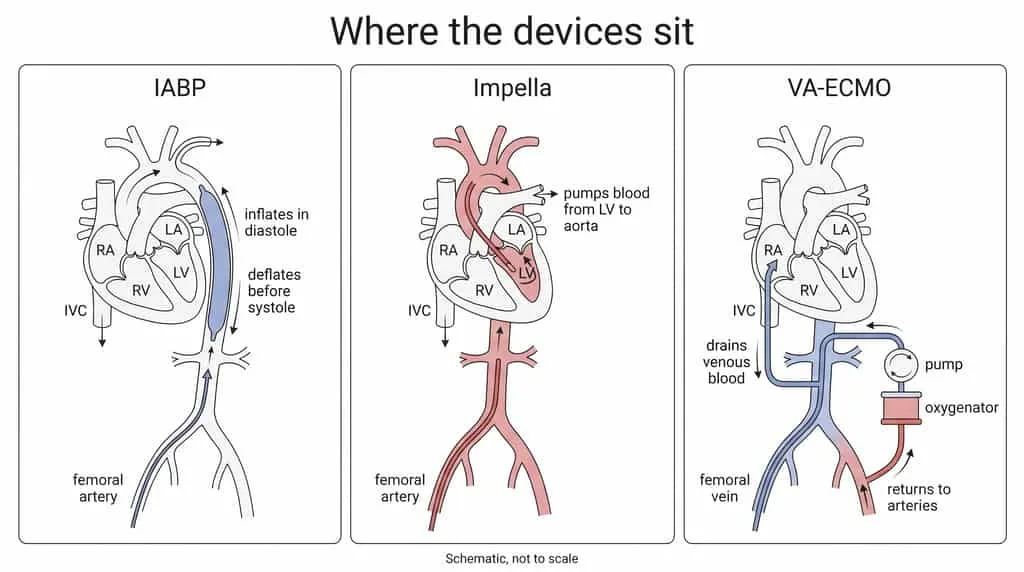 Where the devices sit
IABP
inflates in
diastole
deflates
before
systole
RA
LA
LV
RV
IVC
femoral
artery
Impella
pumps blood
from LV to
aorta
RA
LA
LV
RV
IVC
femoral
artery
VA-ECMO
RA
LA
LV
RV
IVC
drains
venous
blood
pump
oxygenator
femoral
vein
returns to
arteries
Schematic, not to scale